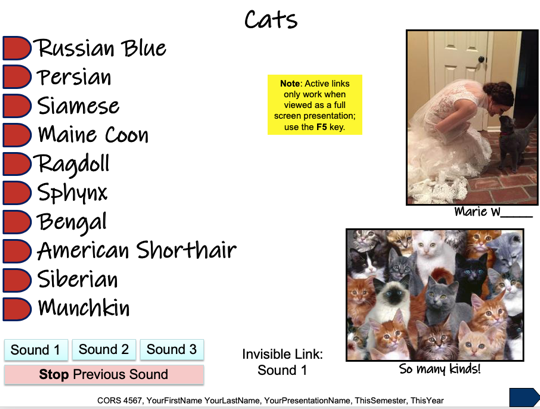 Cats
Russian Blue
Persian
Siamese
Maine Coon
Ragdoll
Sphynx
Bengal
American Shorthair
Siberian
Munchkin
Note: Active links
only work when
viewed as a full
screen presentation;
use the F5 key.
Marie W_____
So many kinds!
Sound 1
Sound 2
Sound 3
Stop Previous Sound
Invisible Link:
Sound 1
CORS 4567, YourFirstName YourLastName, YourPresentationName, ThisSemester, ThisYear